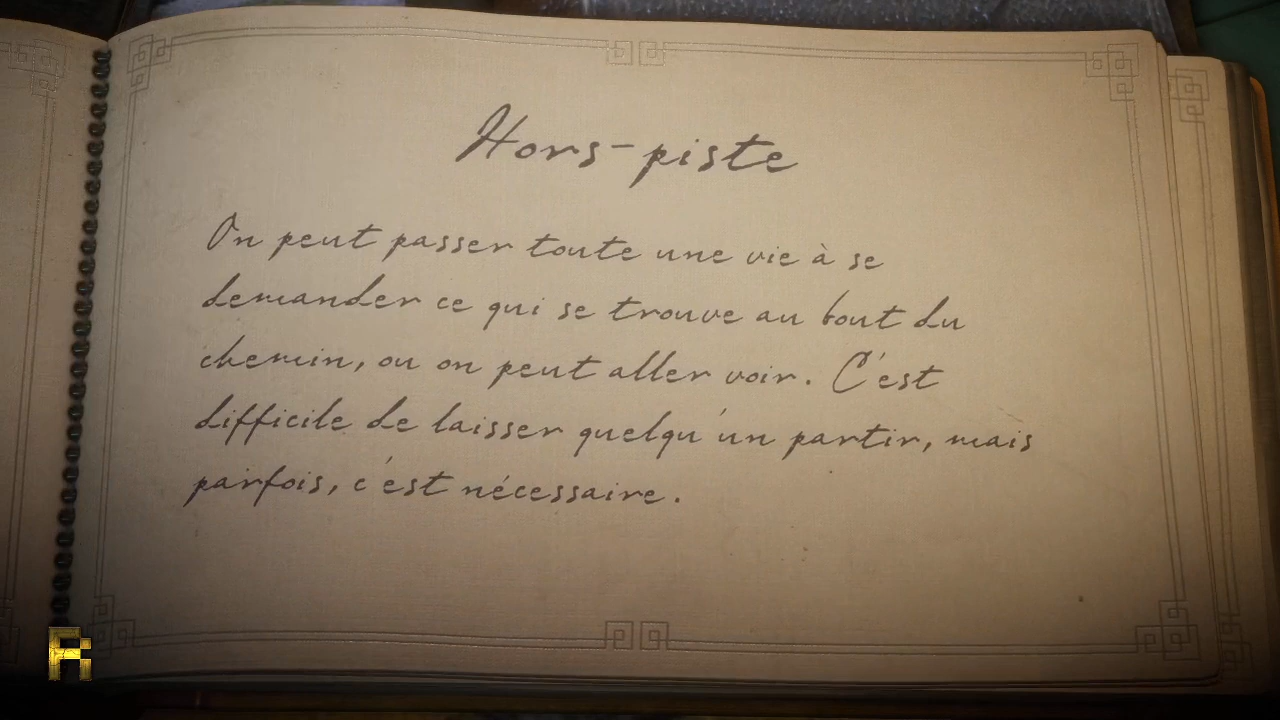 Hors-piste
On peut passer toute une vie à se
demander ce qui se trouve au bout du
chemin, ou on peut aller voir. C'est
difficile de laisser quelqu'un partir, mais
parfois, c'est nécessaire.